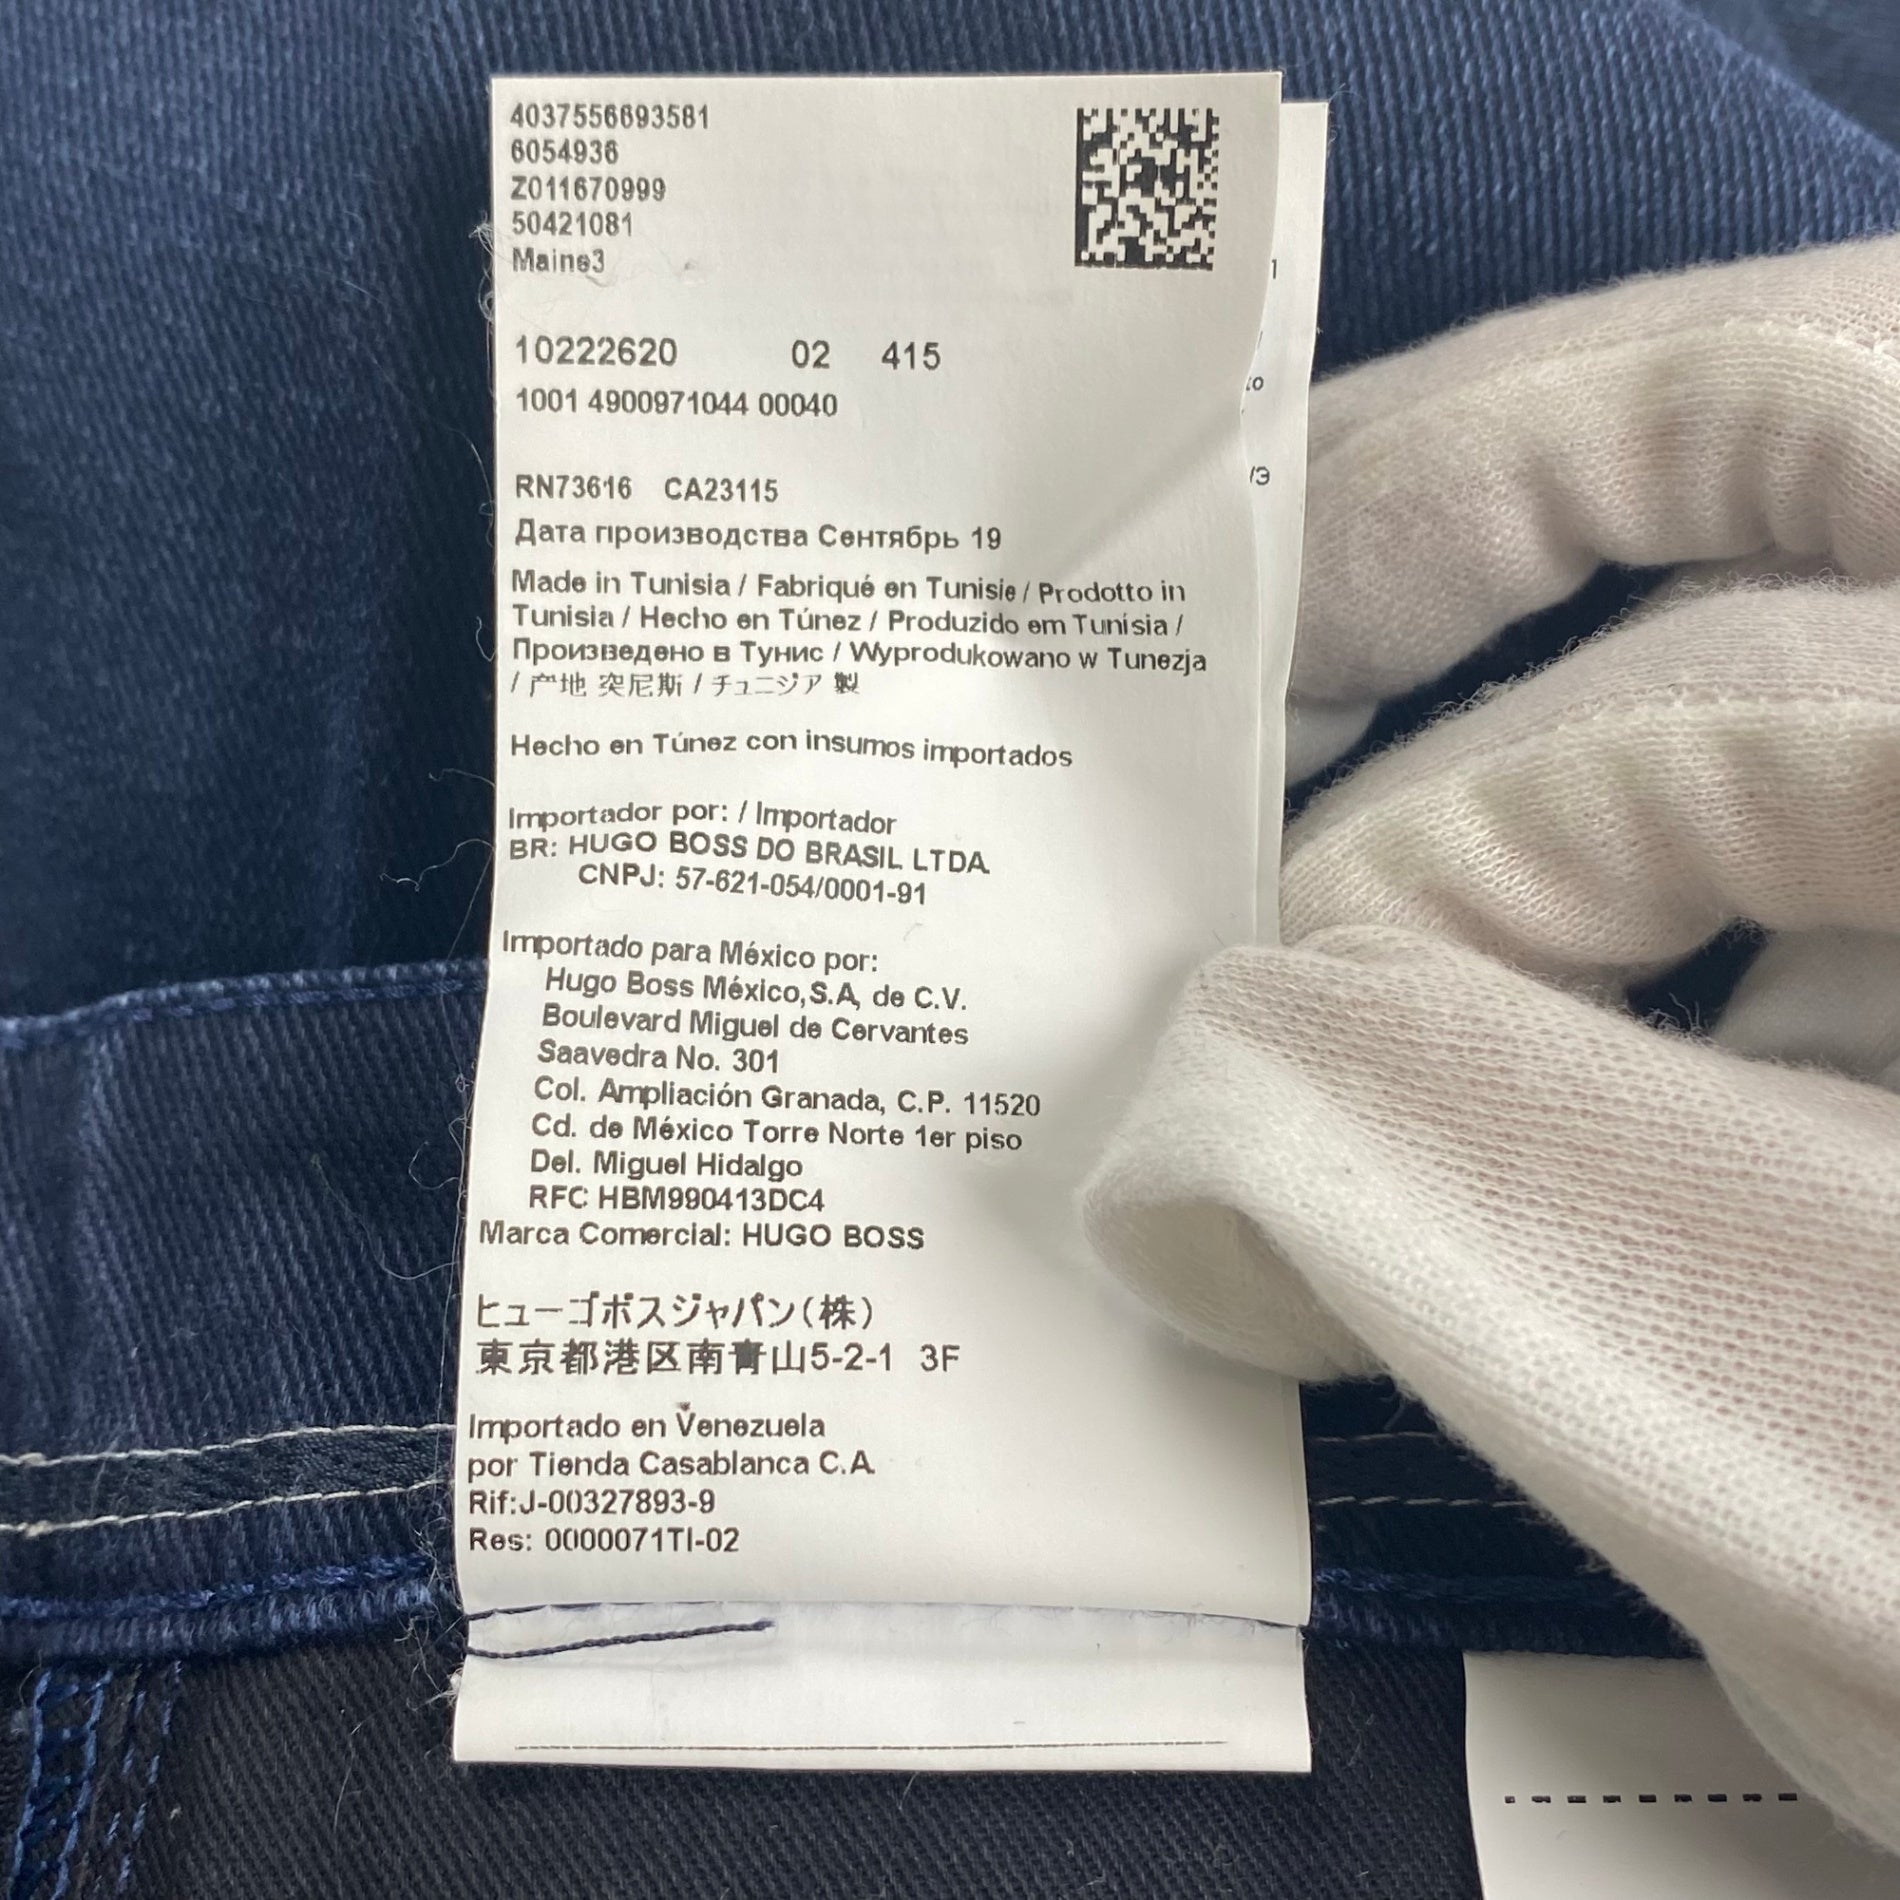 4037556693581
6054936
Z011670999
50421081
Maine3
10222620 02 415
1001 4900971044 00040
RN73616 CA23115
Дата производства Сентябрь 19
Made in Tunisia / Fabriqué en Tunisie / Prodotto in
Tunisia / Hecho en Túnez / Produzido em Tunísia /
Произведено в Тунис / Wyprodukowano w Tunezja
/ 产地 突尼斯 / チュニジア 製
Hecho en Túnez con insumos importados
Importador por: / Importador
BR: HUGO BOSS DO BRASIL LTDA.
CNPJ: 57-621-054/0001-91
Importado para México por:
Hugo Boss México,S.A, de C.V.
Boulevard Miguel de Cervantes
Saavedra No. 301
Col. Ampliación Granada, C.P. 11520
Cd. de México Torre Norte 1er piso
Del. Miguel Hidalgo
RFC: HBM990413DC4
Marca Comercial: HUGO BOSS
ヒューゴボスジャパン(株)
東京都港区南青山5-2-1 3F
Importado en Venezuela
por Tienda Casablanca C.A.
Rif:J-00327893-9
Res: 0000071TI-02